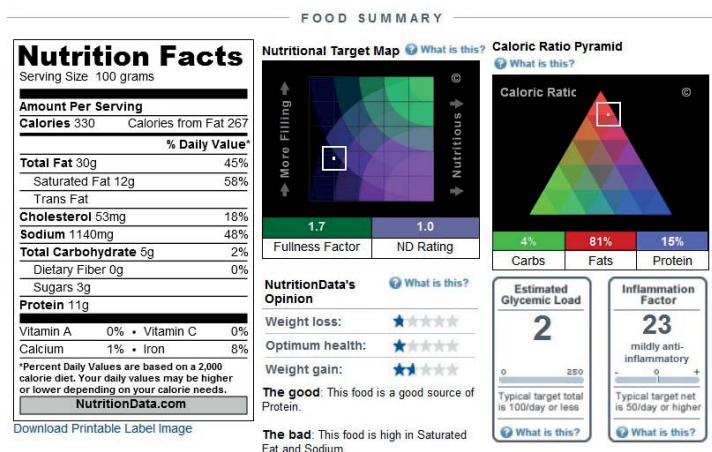 FOOD SUMMARY
Nutrition Facts
Serving Size 100 grams
Amount Per Serving
Calories 330 Calories from Fat 267
% Daily Value*
Total Fat 30g 45%
Saturated Fat 12g 58%
Trans Fat
Cholesterol 53mg 18%
Sodium 1140mg 48%
Total Carbohydrate 5g 2%
Dietary Fiber 0g 0%
Sugars 3g
Protein 11g
Vitamin A 0% • Vitamin C 0%
Calcium 1% • Iron 8%
*Percent Daily Values are based on a 2,000
calorie diet. Your daily values may be higher
or lower depending on your calorie needs.
NutritionData.com
Download Printable Label Image
Nutritional Target Map ? What is this?
©
More Filling
Nutritious
1.7 1.0
Fullness Factor ND Rating
NutritionData's ? What is this?
Opinion
Weight loss:
Optimum health:
Weight gain:
The good: This food is a good source of
Protein.
The bad: This food is high in Saturated
Fat and Sodium
Caloric Ratio Pyramid
? What is this?
Caloric Ratic ©
4% 81% 15%
Carbs Fats Protein
Estimated
Glycemic Load
2
0 250
Typical target total
is 100/day or less
? What is this?
Inflammation
Factor
23
mildly anti-
inflammatory
- 0 +
Typical target net
is 50/day or higher
? What is this?